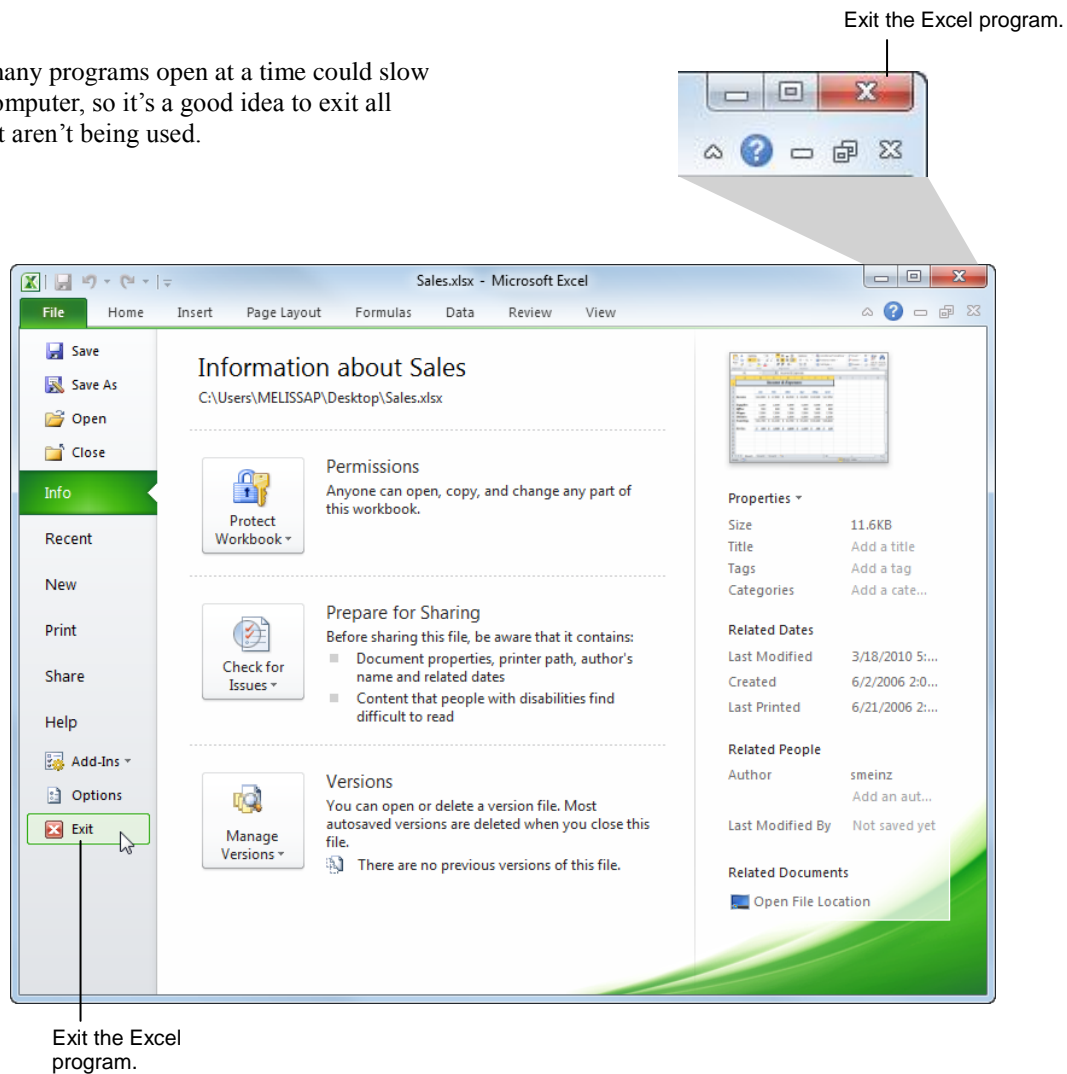 Exit the Excel program.
many programs open at a time could slow
omputer, so it's a good idea to exit all
t aren't being used.
Sales.xlsx - Microsoft Excel
File Home Insert Page Layout Formulas Data Review View
Save
Save As
Open
Close
Info
Recent
New
Print
Share
Help
Add-Ins
Options
Exit
Information about Sales
C:\Users\MELISSAP\Desktop\Sales.xlsx
Protect
Workbook
Permissions
Anyone can open, copy, and change any part of
this workbook.
Check for
Issues
Prepare for Sharing
Before sharing this file, be aware that it contains:
Document properties, printer path, author's
name and related dates
Content that people with disabilities find
difficult to read
Manage
Versions
Versions
You can open or delete a version file. Most
autosaved versions are deleted when you close this
file.
There are no previous versions of this file.
Properties
Size 11.6KB
Title Add a title
Tags Add a tag
Categories Add a cate...
Related Dates
Last Modified 3/18/2010 5:...
Created 6/2/2006 2:0...
Last Printed 6/21/2006 2:...
Related People
Author smeinz
Add an aut...
Last Modified By Not saved yet
Related Documents
Open File Location
Exit the Excel
program.